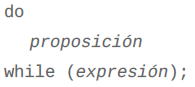 do
proposición
while (expresión);